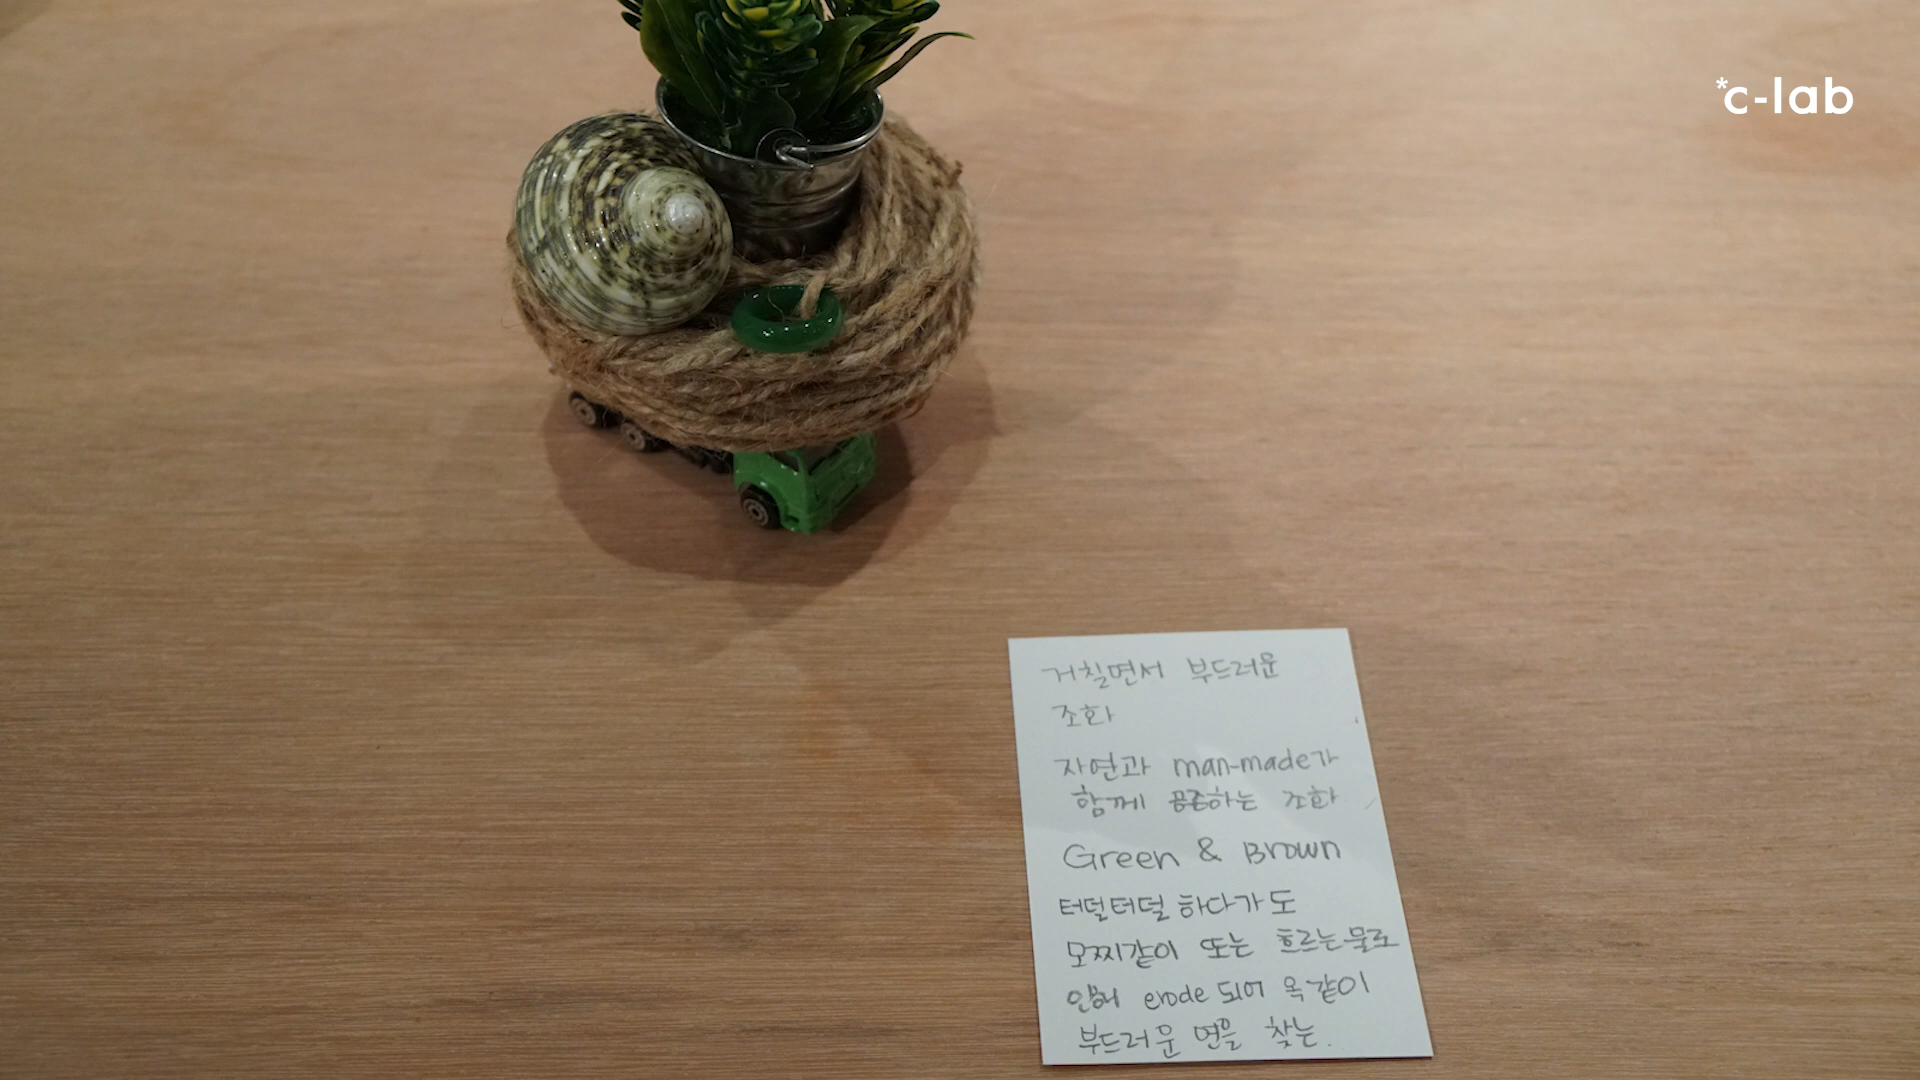 *c-lab
거칠면서 부드러운
조화
자연과 man-made가
함께 공존하는 조화
Green & Brown
터덜터덜 하다가도
모찌같이 또는 흐르는 물로
인해 erode 되어 옥같이
부드러운 면을 찾는.